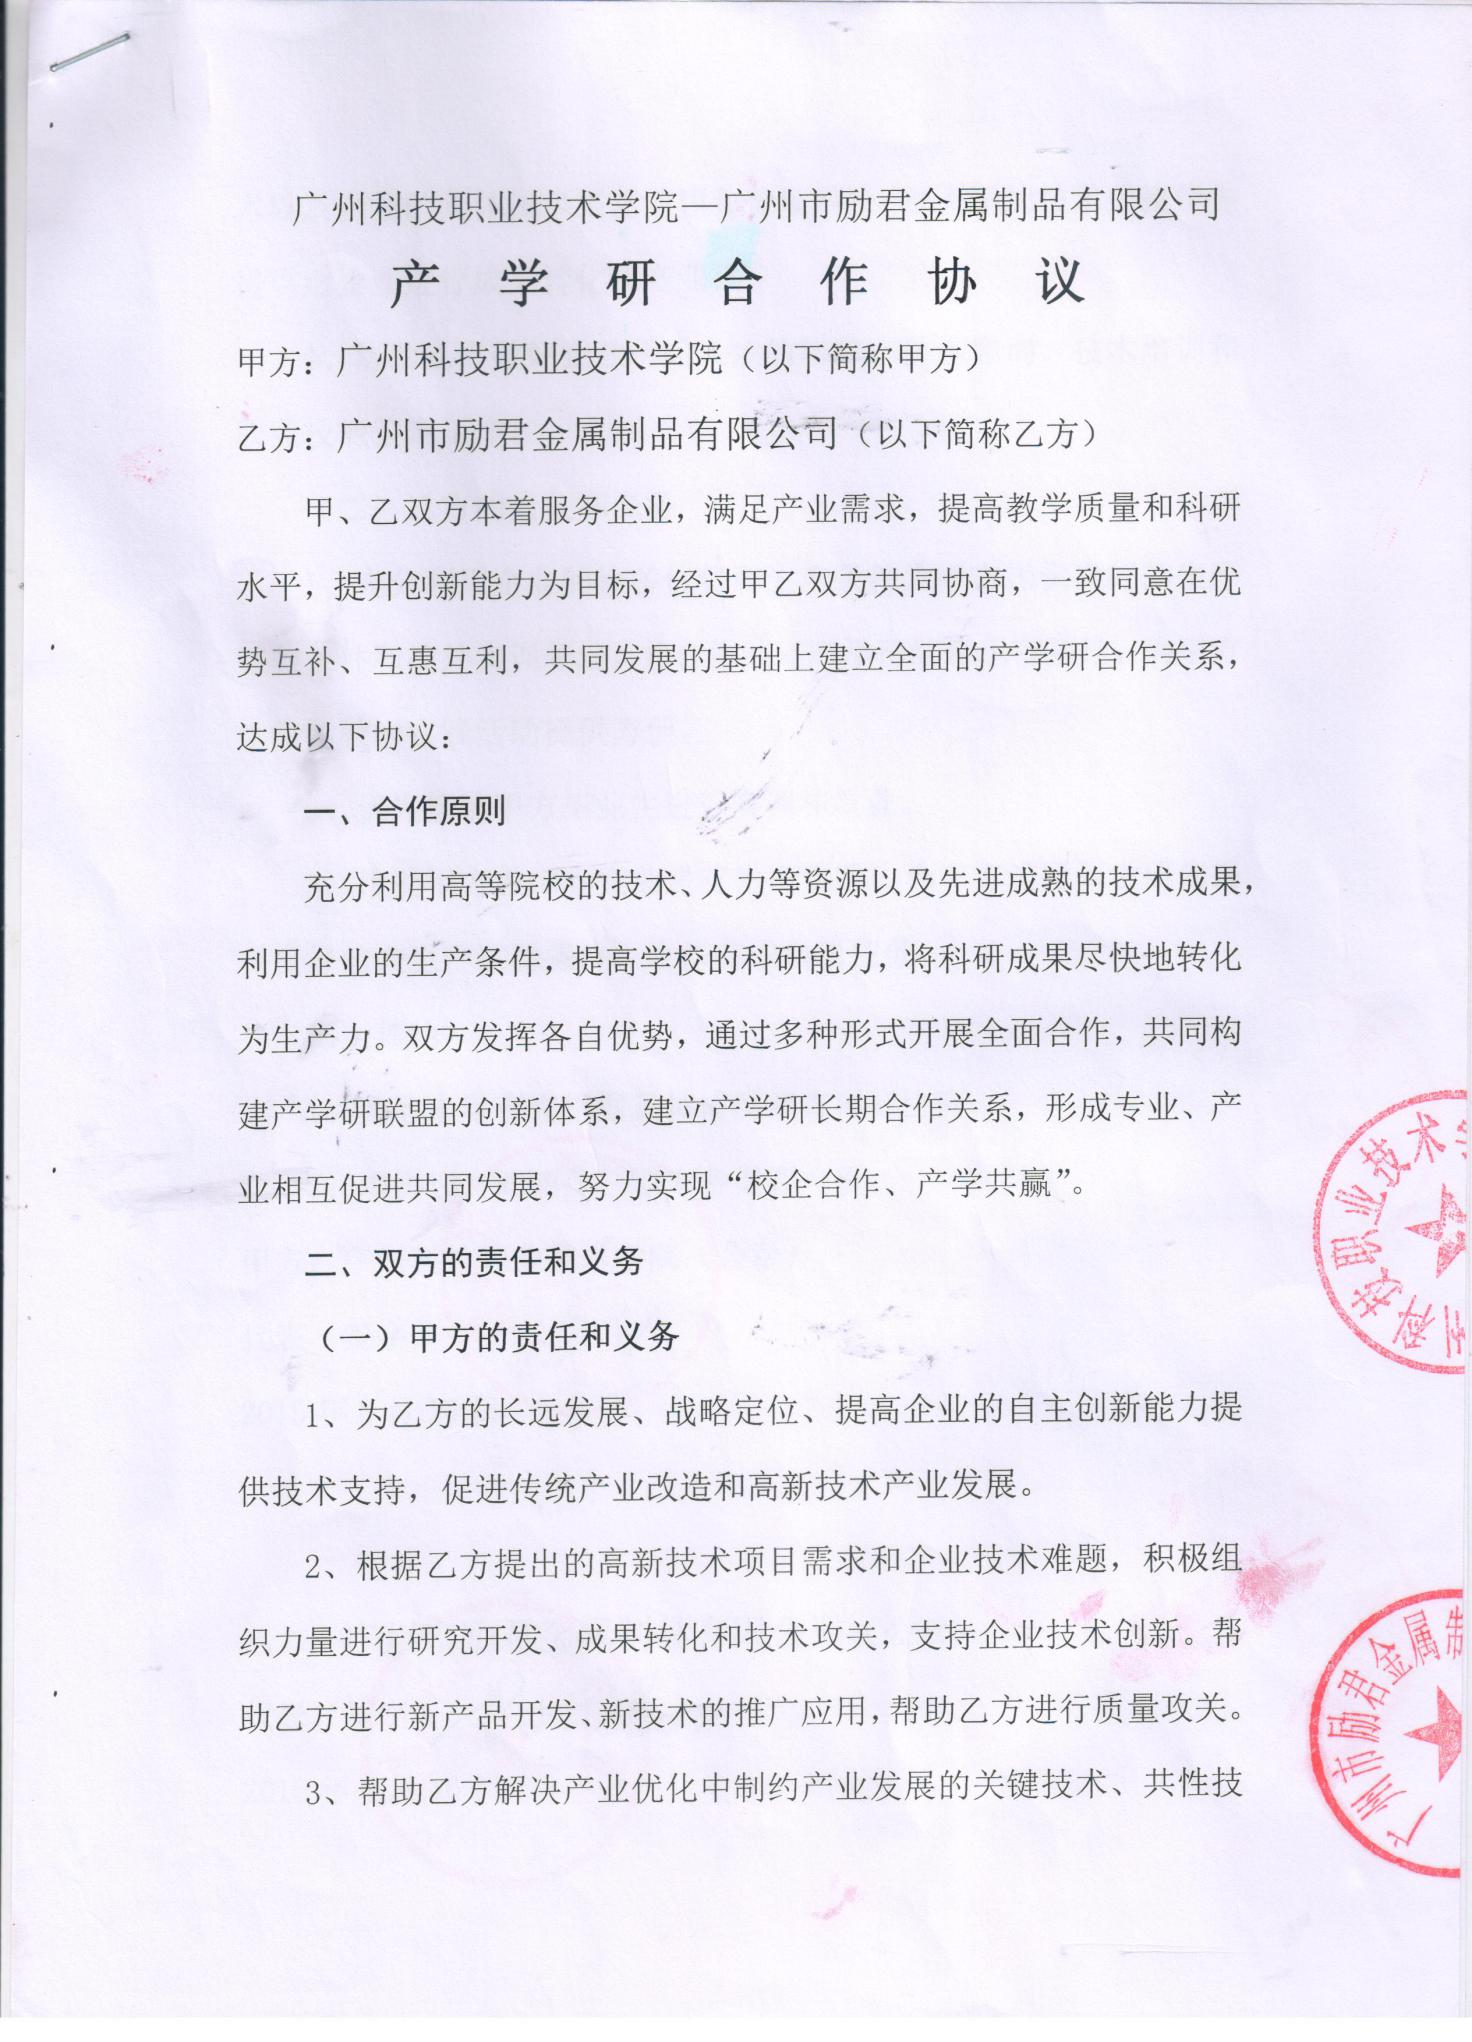 广州科技职业技术学院—广州市励君金属制品有限公司
产学研合作协议
甲方：广州科技职业技术学院（以下简称甲方）
乙方：广州市励君金属制品有限公司（以下简称乙方）
甲、乙双方本着服务企业，满足产业需求，提高教学质量和科研
水平，提升创新能力为目标，经过甲乙双方共同协商，一致同意在优
势互补、互惠互利，共同发展的基础上建立全面的产学研合作关系，
达成以下协议：
一、合作原则
充分利用高等院校的技术、人力等资源以及先进成熟的技术成果，
利用企业的生产条件，提高学校的科研能力，将科研成果尽快地转化
为生产力。双方发挥各自优势，通过多种形式开展全面合作，共同构
建产学研联盟的创新体系，建立产学研长期合作关系，形成专业、产
业相互促进共同发展，努力实现“校企合作、产学共赢”。
二、双方的责任和义务
（一）甲方的责任和义务
1、为乙方的长远发展、战略定位、提高企业的自主创新能力提
供技术支持，促进传统产业改造和高新技术产业发展。
2、根据乙方提出的高新技术项目需求和企业技术难题，积极组
织力量进行研究开发、成果转化和技术攻关，支持企业技术创新。帮
助乙方进行新产品开发、新技术的推广应用，帮助乙方进行质量攻关。
3、帮助乙方解决产业优化中制约产业发展的关键技术、共性技
州科技职业技术
广州市励君金属制